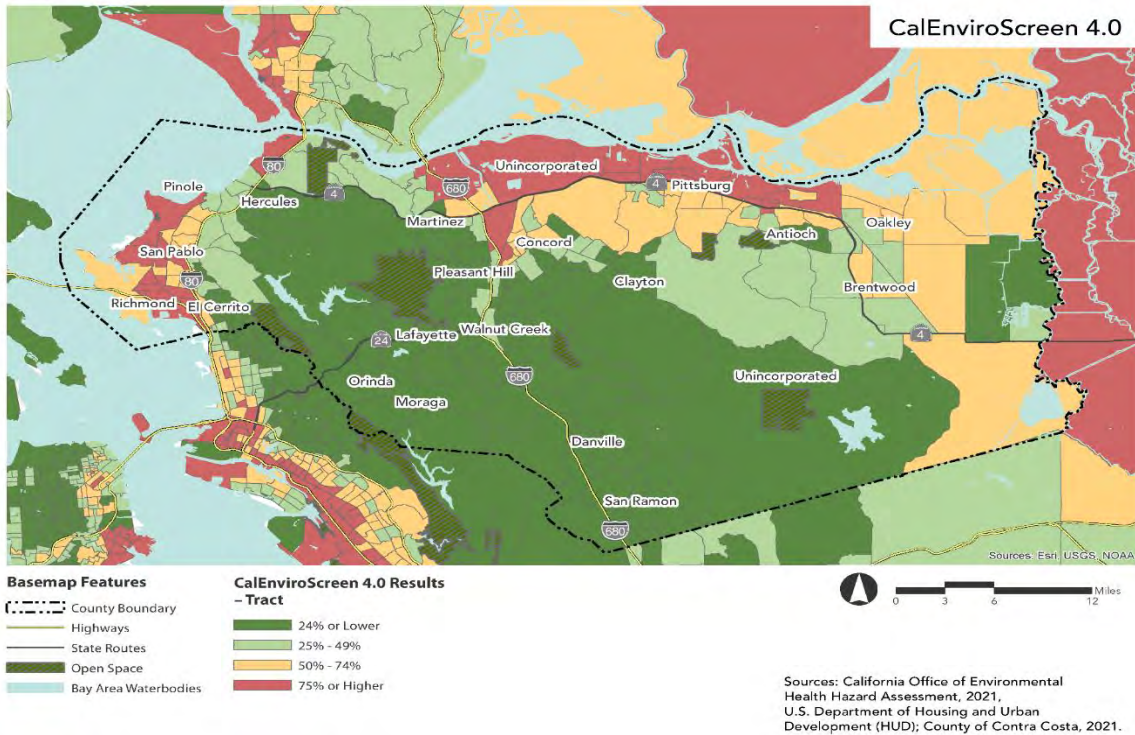 CalEnviroScreen 4.0
Unincorporated
80
Pinole
680
4
Pittsburg
Hercules
4
Martinez
Oakley
Antioch
San Pablo
Concord
80
Pleasant Hill
Clayton
Brentwood
Richmond
El Cerrito
Lafayette
Walnut Creek
4
24
Orinda
680
Unincorporated
Moraga
Danville
San Ramon
680
Sources: Esri, USGS, NOAA
Basemap Features
County Boundary
Highways
State Routes
Open Space
Bay Area Waterbodies
CalEnviroScreen 4.0 Results
– Tract
24% or Lower
25% - 49%
50% - 74%
75% or Higher
Miles
0 3 6 12
Sources: California Office of Environmental
Health Hazard Assessment, 2021,
U.S. Department of Housing and Urban
Development (HUD); County of Contra Costa, 2021.